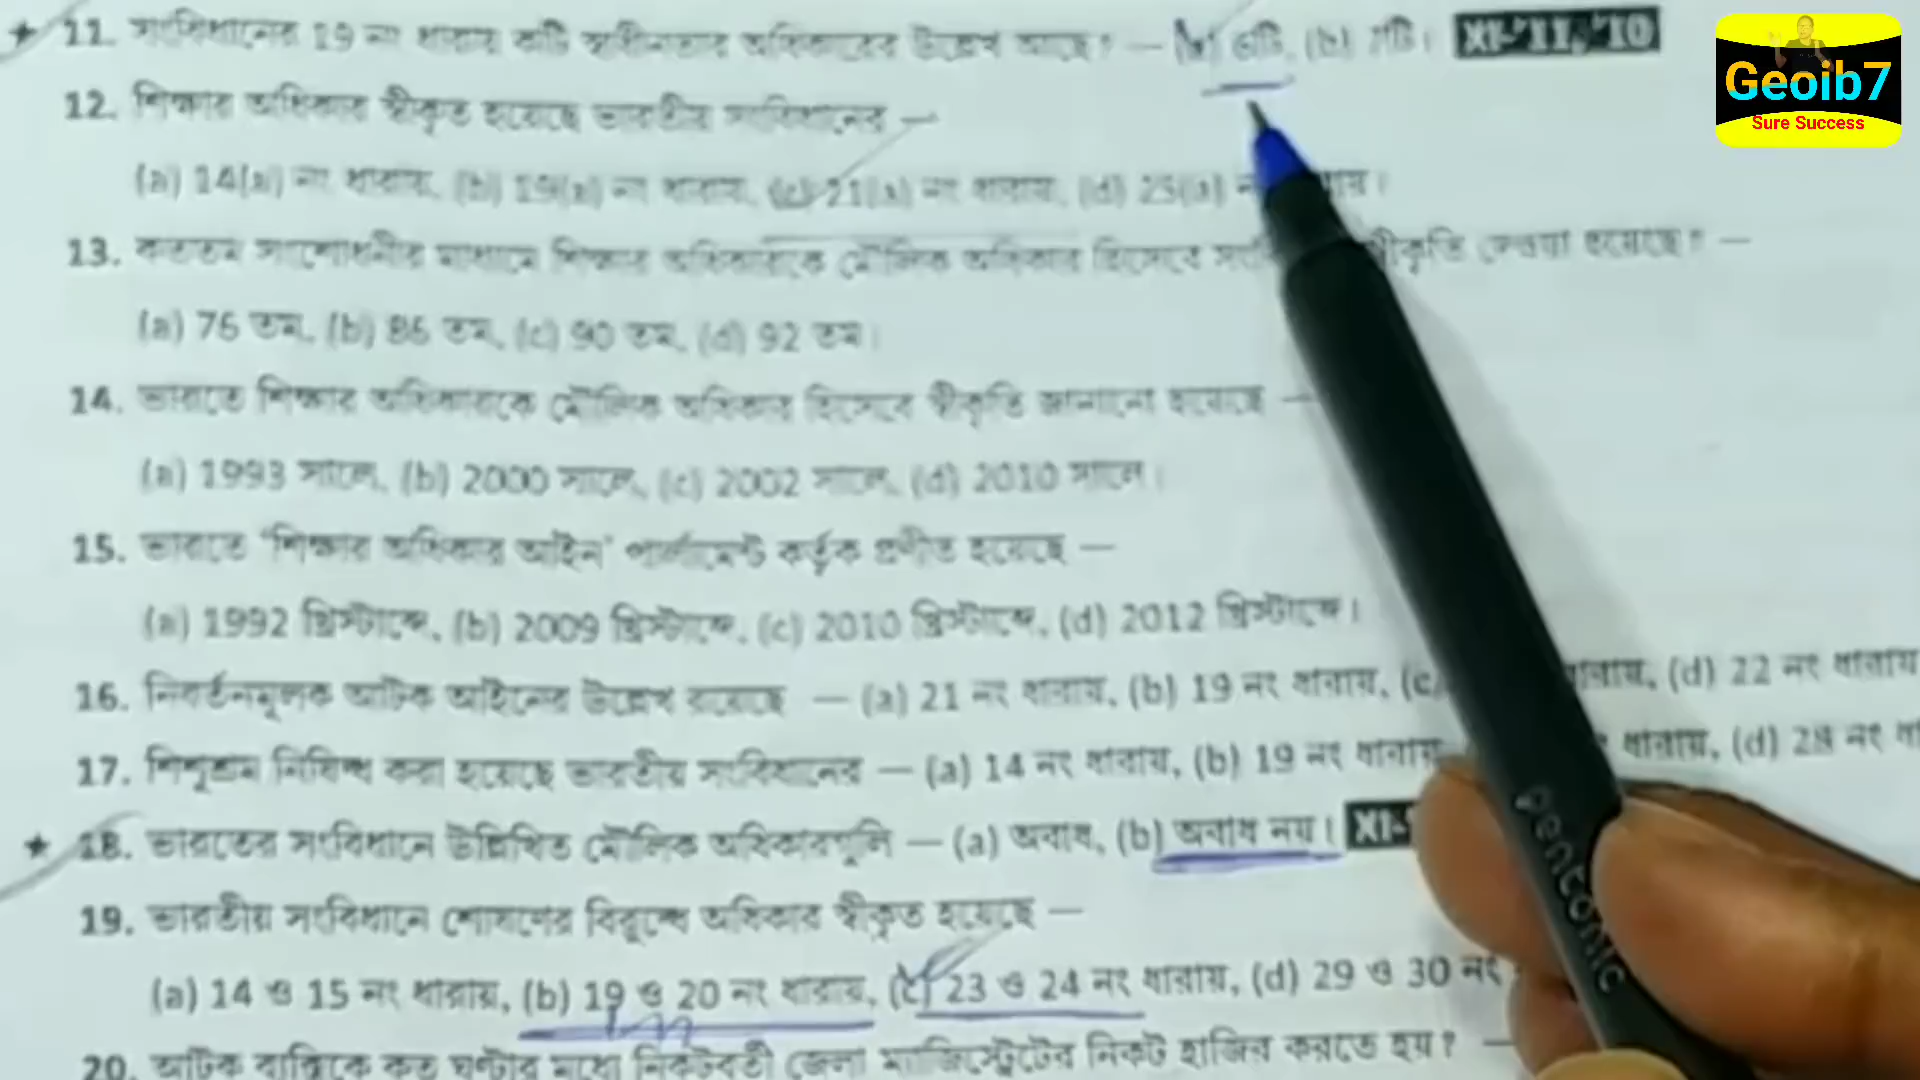 ★ 11. সংবিধানের 19 নং ধারায় কটি স্বাধীনতার অধিকারের উল্লেখ আছে? — (a) 6টি, (b) 7টি। XI-'11, '10
Geoib7
Sure Success
12. শিক্ষার অধিকার স্বীকৃত হয়েছে ভারতীয় সংবিধানের —
(a) 14(a) নং ধারায়, (b) 19(a) নং ধারায়, (c) 21(a) নং ধারায়, (d) 25(a)
13. কততম সংশোধনীর মাধ্যমে শিক্ষার অধিকারকে মৌলিক অধিকার হিসেবে স্বীকৃতি দেওয়া হয়েছে? —
(a) 76 তম, (b) 86 তম, (c) 90 তম, (d) 92 তম।
14. ভারতে শিক্ষার অধিকারকে মৌলিক অধিকার হিসেবে স্বীকৃতি জানানো হয়েছে —
(a) 1993 সালে, (b) 2000 সালে, (c) 2002 সালে, (d) 2010 সালে।
15. ভারতে 'শিক্ষার অধিকার আইন' পার্লামেন্ট কর্তৃক প্রণীত হয়েছে —
(a) 1992 খ্রিস্টাব্দে, (b) 2009 খ্রিস্টাব্দে, (c) 2010 খ্রিস্টাব্দে, (d) 2012 খ্রিস্টাব্দে।
16. নিবর্তনমূলক আটক আইনের উল্লেখ রয়েছে — (a) 21 নং ধারায়, (b) 19 নং ধারায়, (c) ধারায়, (d) 22 নং ধারায়
17. শিশুশ্রম নিষিদ্ধ করা হয়েছে ভারতীয় সংবিধানের — (a) 14 নং ধারায়, (b) 19 নং ধারায়, ধারায়, (d) 28 নং
★ 18. ভারতের সংবিধানে উল্লিখিত মৌলিক অধিকারগুলি — (a) অবাধ, (b) অবাধ নয়। XI-
19. ভারতীয় সংবিধানে শোষণের বিরুদ্ধে অধিকার স্বীকৃত হয়েছে —
(a) 14 ও 15 নং ধারায়, (b) 19 ও 20 নং ধারায়, (c) 23 ও 24 নং ধারায়, (d) 29 ও 30 নং
20. আটক ব্যক্তিকে কত ঘণ্টার মধ্যে নিকটবর্তী জেলা ম্যাজিস্ট্রেটের নিকট হাজির করতে হয়? —
pentonic